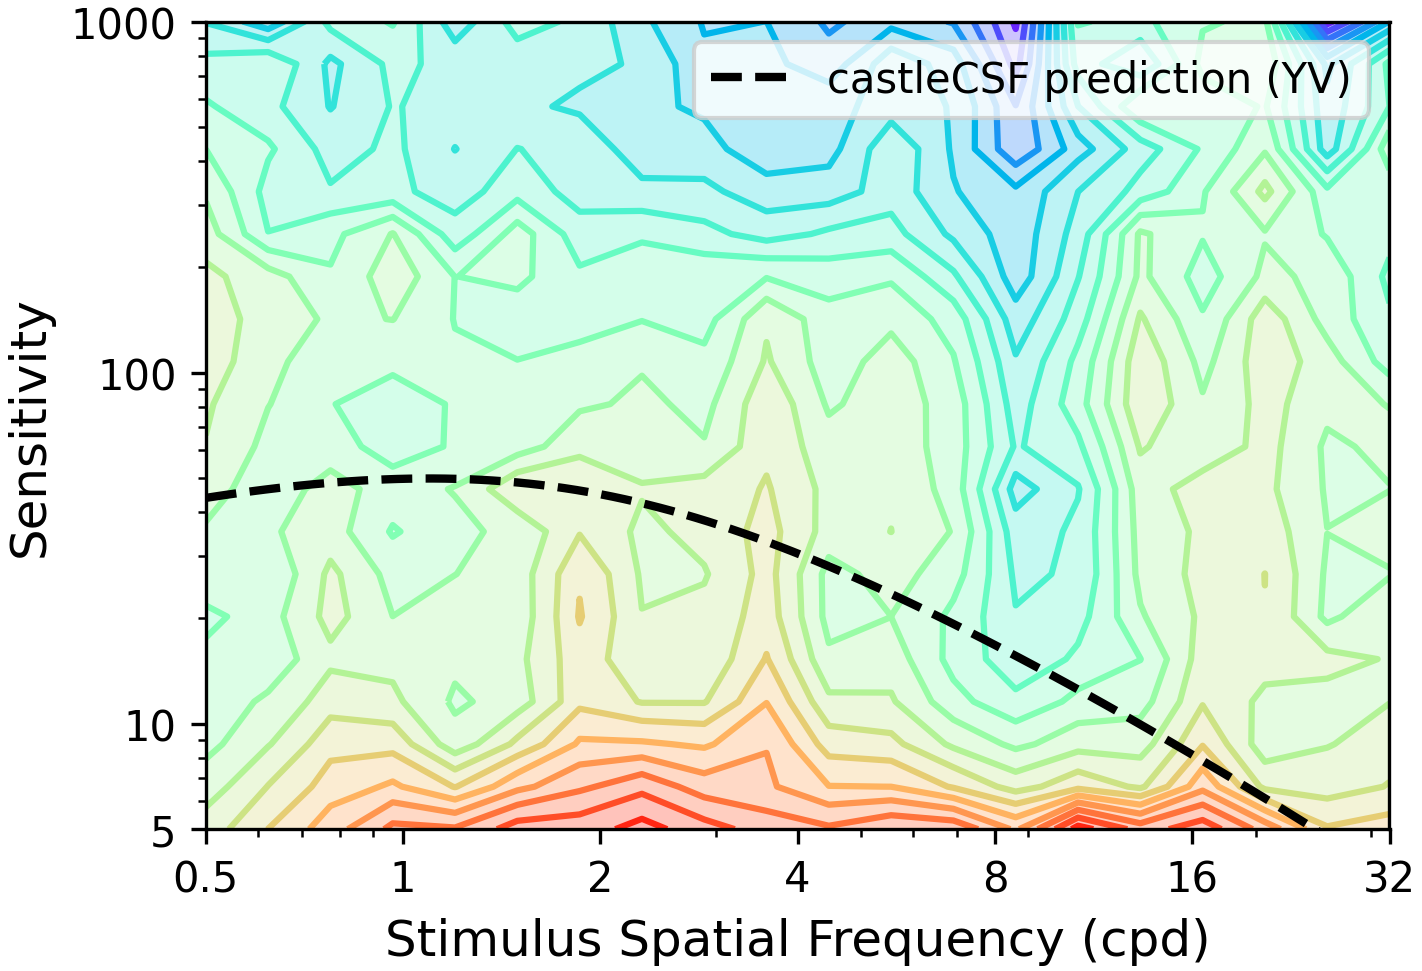 1000
castleCSF prediction (YV)
Sensitivity
100
10
5
0.5 1 2 4 8 16 32
Stimulus Spatial Frequency (cpd)